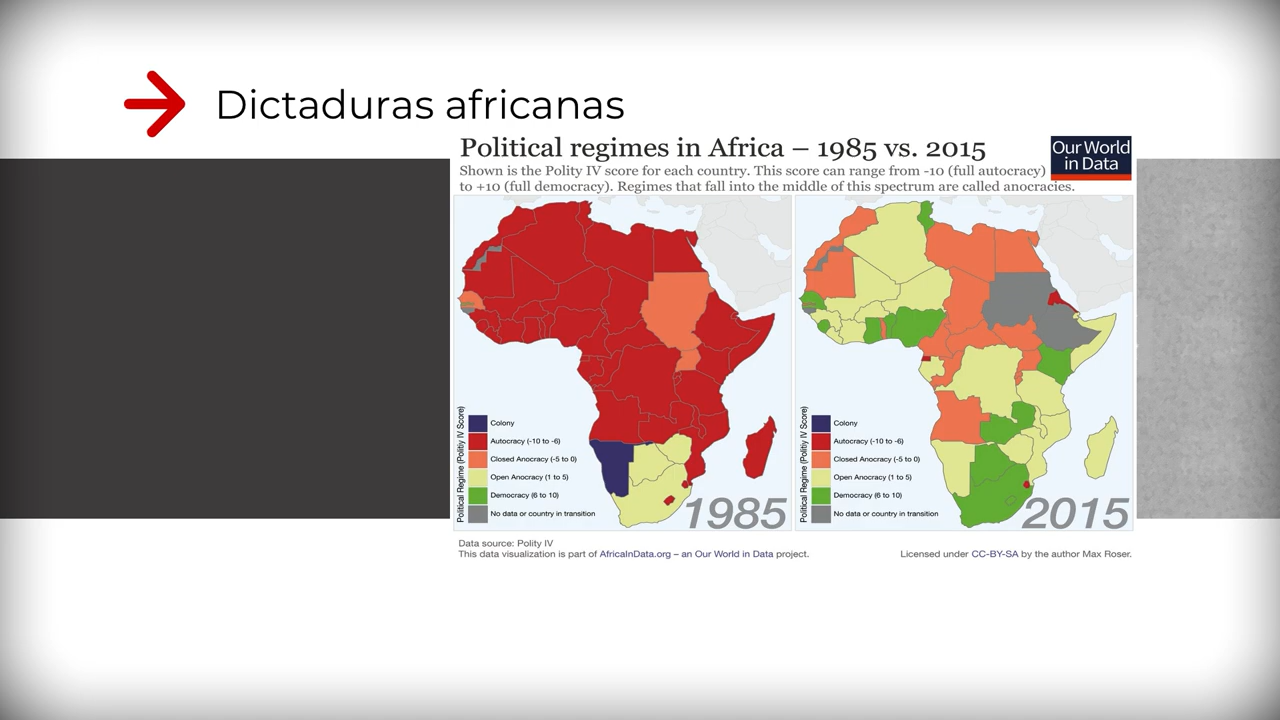 Dictaduras africanas
Political regimes in Africa – 1985 vs. 2015
Our World
in Data
Shown is the Polity IV score for each country. This score can range from -10 (full autocracy)
to +10 (full democracy). Regimes that fall into the middle of this spectrum are called anocracies.
Political Regime (Politiy IV Score)
Colony
Autocracy (-10 to -6)
Closed Anocracy (-5 to 0)
Open Anocracy (1 to 5)
Democracy (6 to 10)
No data or country in transition
1985
Political Regime (Politiy IV Score)
Colony
Autocracy (-10 to -6)
Closed Anocracy (-5 to 0)
Open Anocracy (1 to 5)
Democracy (6 to 10)
No data or country in transition
2015
Data source: Polity IV
This data visualization is part of AfricaInData.org – an Our World in Data project.
Licensed under CC-BY-SA by the author Max Roser.